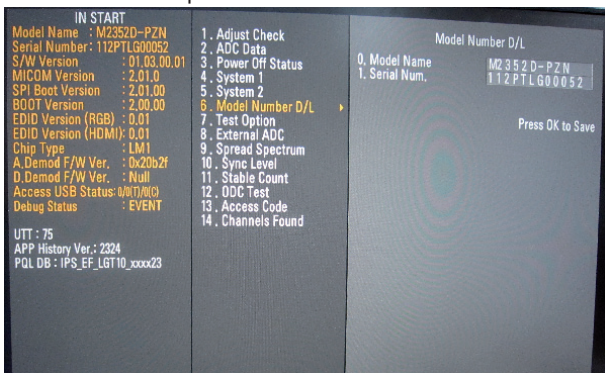 IN START
Model Name : M2352D-PZN
Serial Number: 112PTLG00052
S/W Version : 01.03.00.01
MICOM Version : 2.01.0
SPI Boot Version : 2.01.00
BOOT Version : 2.00.00
EDID Version (RGB) : 0.01
EDID Version (HDMI): 0.01
Chip Type : LM1
A.Demod F/W Ver. : 0x20b2f
D.Demod F/W Ver. : Null
Access USB Status: 0/0(T)/0(C)
Debug Status : EVENT
UTT : 75
APP History Ver.: 2324
PQL DB : IPS_EF_LGT10_xxxx23
1. Adjust Check
2. ADC Data
3. Power Off Status
4. System 1
5. System 2
6. Model Number D/L
7. Test Option
8. External ADC
9. Spread Spectrum
10. Sync Level
11. Stable Count
12. ODC Test
13. Access Code
14. Channels Found
Model Number D/L
0. Model Name M2352D-PZN
1. Serial Num. 112PTLG00052
Press OK to Save